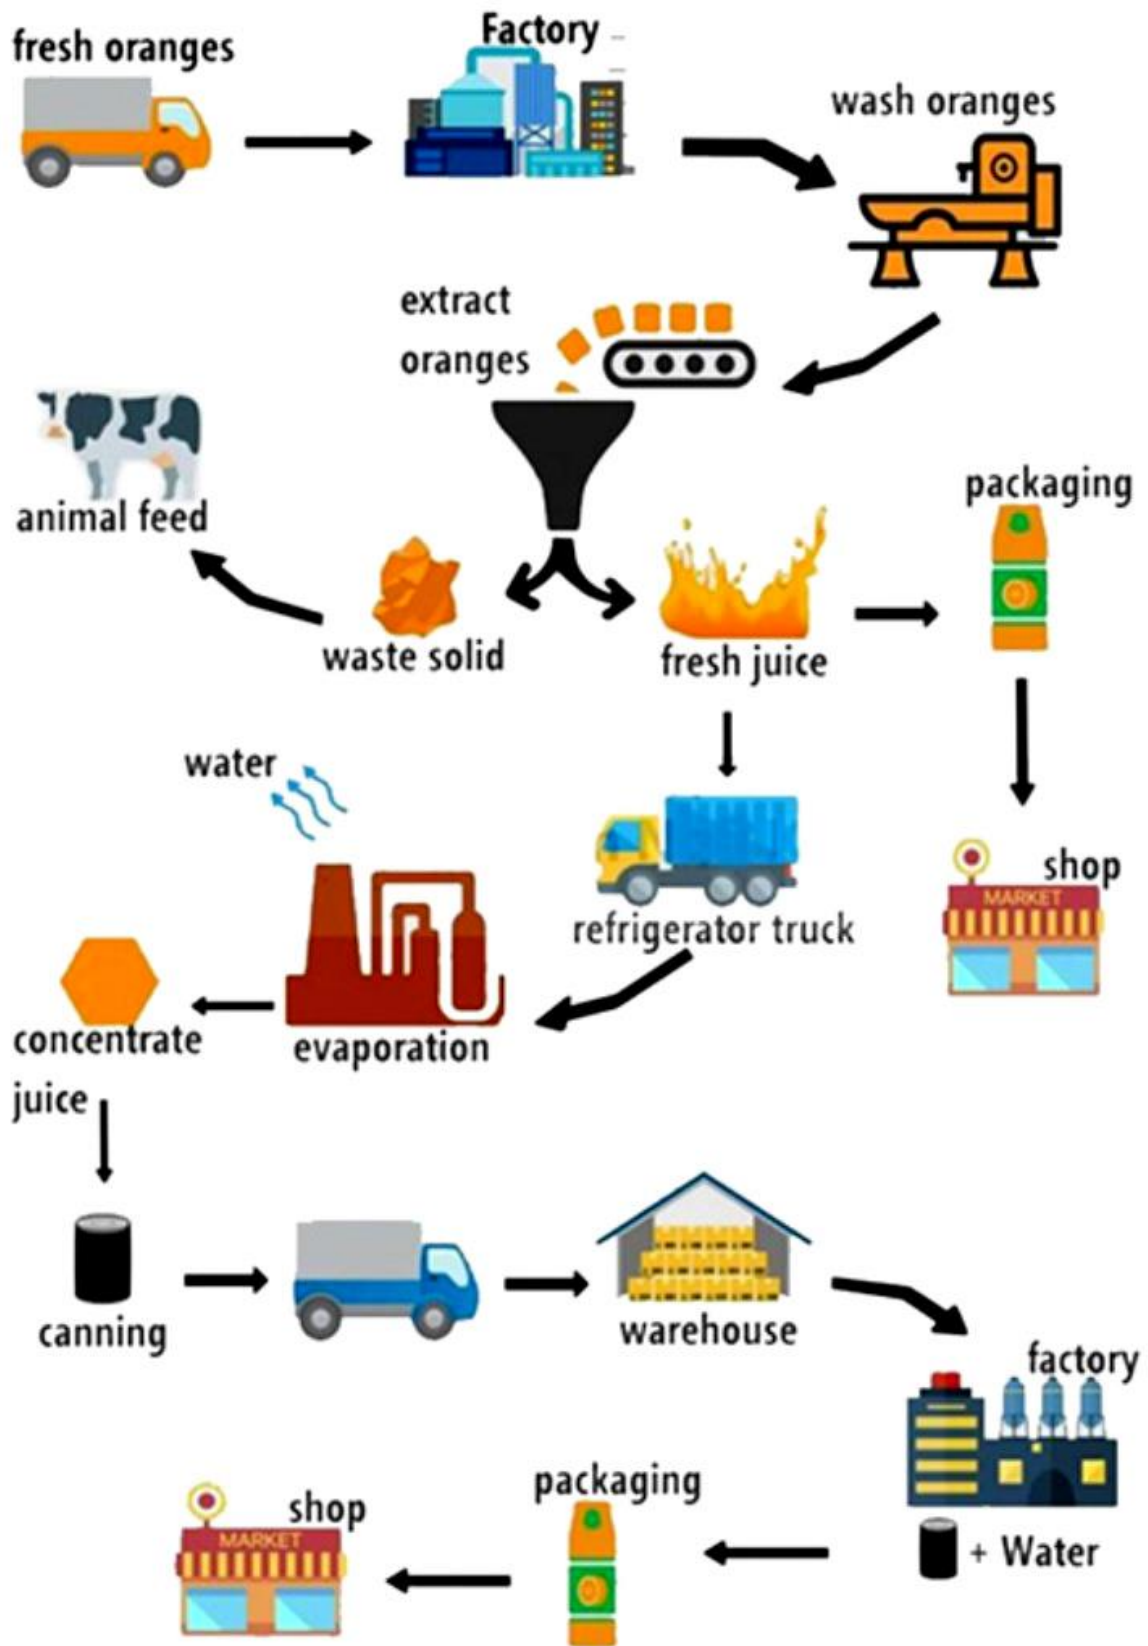 fresh oranges
Factory
wash oranges
extract
oranges
animal feed
packaging
waste solid
fresh juice
water
shop
MARKET
refrigerator truck
concentrate
juice
evaporation
canning
warehouse
factory
+ Water
packaging
shop
MARKET